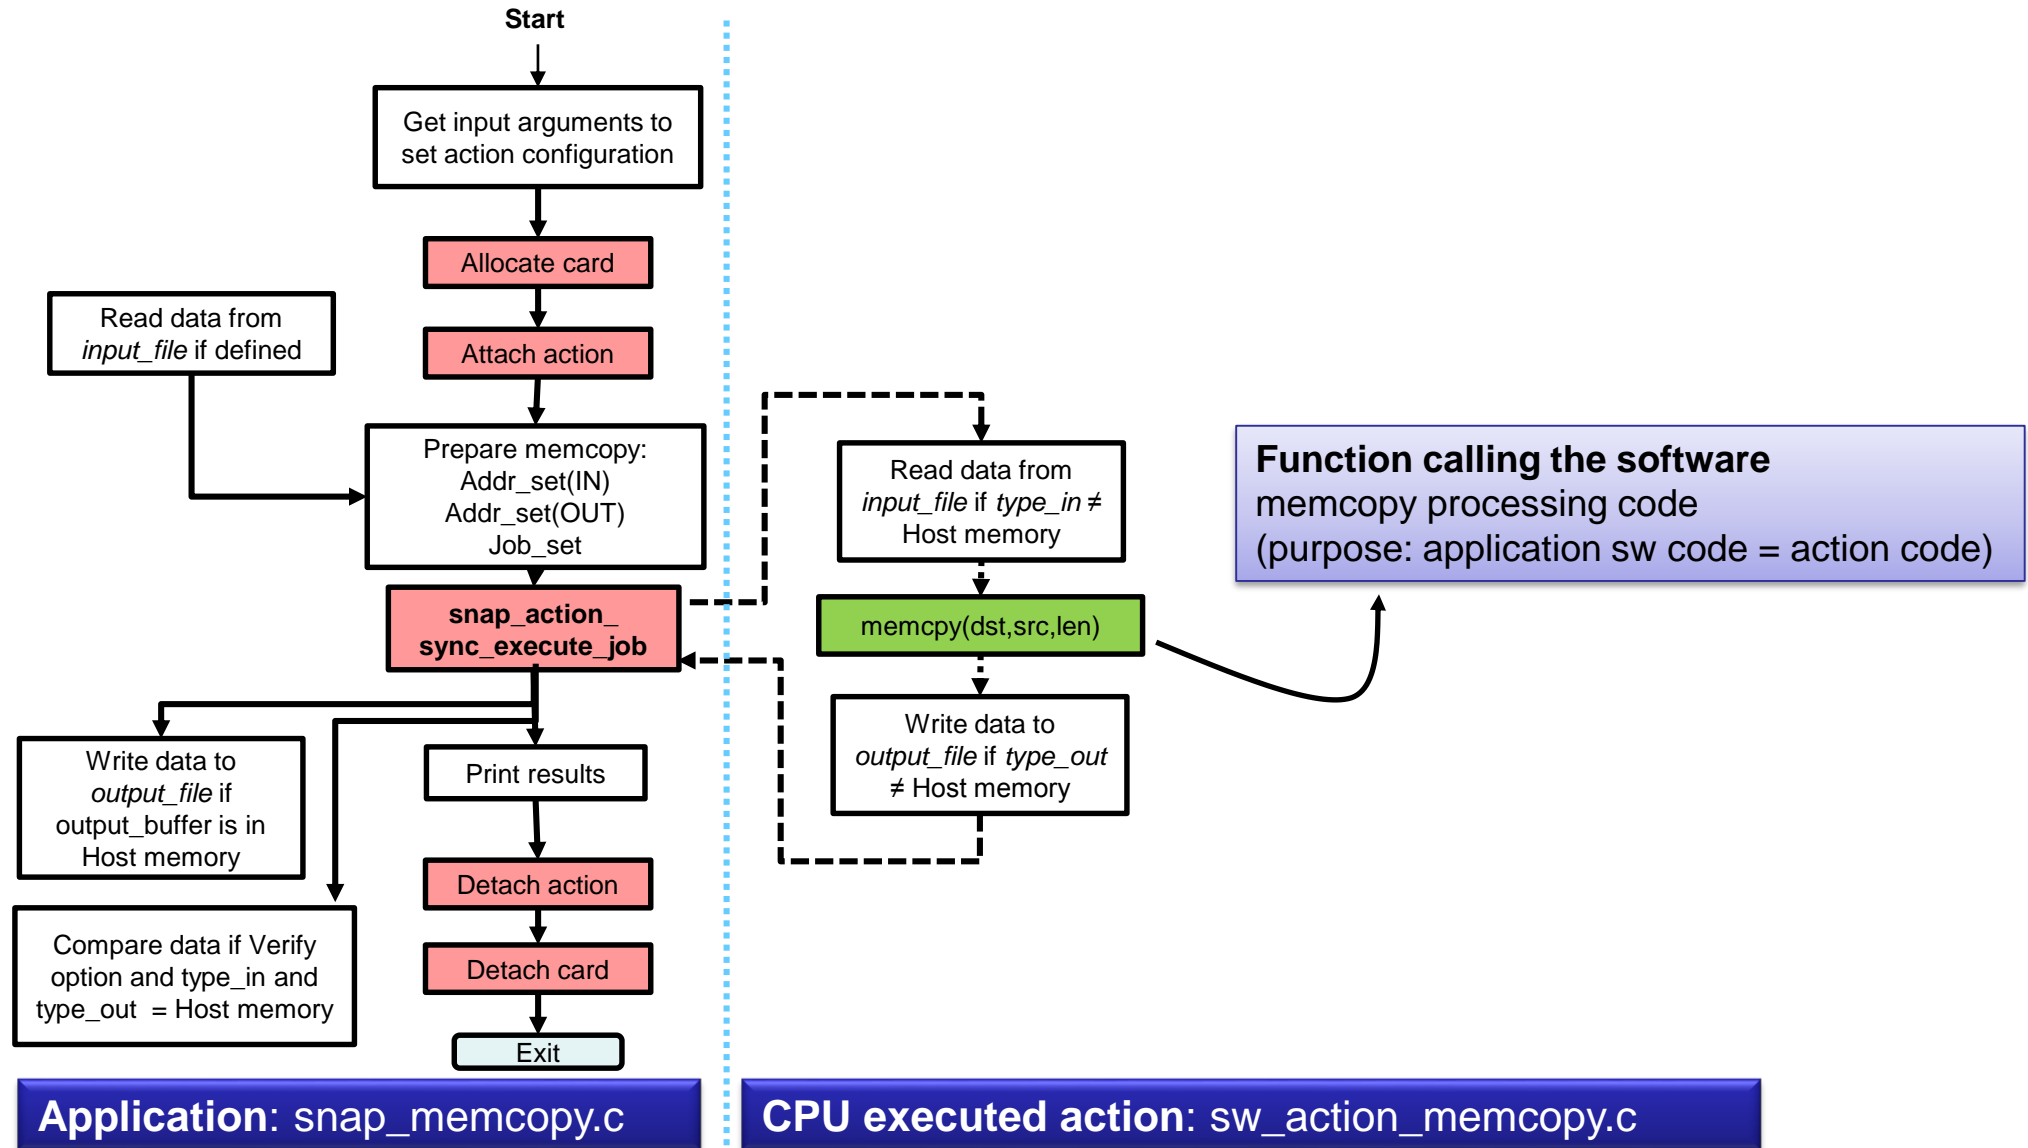 Start
Get input arguments to
set action configuration
Allocate card
Read data from
input_file if defined
Attach action
Prepare memcopy:
Addr_set(IN)
Addr_set(OUT)
Job_set
snap_action_
sync_execute_job
Write data to
output_file if
output_buffer is in
Host memory
Print results
Compare data if Verify
option and type_in and
type_out = Host memory
Detach action
Detach card
Exit
Read data from
input_file if type_in ≠
Host memory
memcpy(dst,src,len)
Write data to
output_file if type_out
≠ Host memory
Function calling the software
memcopy processing code
(purpose: application sw code = action code)
Application: snap_memcopy.c
CPU executed action: sw_action_memcopy.c